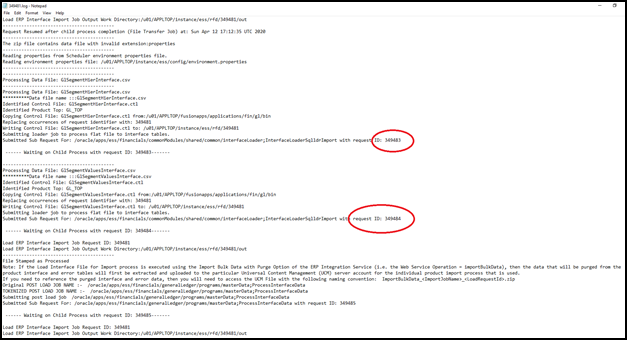 349481.log - Notepad
File Edit Format View Help
Load ERP Interface Import Job Output Work Directory:/u01/APPLTOP/instance/ess/rfd/349481/out
----------------------------------------
Request Resumed after child process completion (File Transfer Job) at: Sun Apr 12 17:12:35 UTC 2020
----------------------------------------
The zip file contains data file with invalid extension:properties
----------------------------------------
Reading properties from Scheduler environment properties file.
Reading environment properties file: /u01/APPLTOP/instance/ess/config/environment.properties
----------------------------------------
----------------------------------------
Processing Data File: GlSegmentHierInterface.csv
**********Data file name :::GlSegmentHierInterface.csv
Identified Control File: GlSegmentHierInterface.ctl
Identified Product Top: GL_TOP
Copying Control File: GlSegmentHierInterface.ctl from:/u01/APPLTOP/fusionapps/applications/fin/gl/bin
Replacing occurrences of request identifier with: 349481
Writing Control File:GlSegmentHierInterface.ctl to: /u01/APPLTOP/instance/ess/rfd/349481
Submitting loader job to process flat file to interface tables.
Submitted Sub Request For: /oracle/apps/ess/financials/commonModules/shared/common/interfaceLoader;InterfaceLoaderSqlldrImport with request ID: 349483
------ Waiting on Child Process with request ID: 349483-------
----------------------------------------
Processing Data File: GlSegmentValuesInterface.csv
**********Data file name :::GlSegmentValuesInterface.csv
Identified Control File: GlSegmentValuesInterface.ctl
Identified Product Top: GL_TOP
Copying Control File: GlSegmentValuesInterface.ctl from:/u01/APPLTOP/fusionapps/applications/fin/gl/bin
Replacing occurrences of request identifier with: 349481
Writing Control File:GlSegmentValuesInterface.ctl to: /u01/APPLTOP/instance/ess/rfd/349481
Submitting loader job to process flat file to interface tables.
Submitted Sub Request For: /oracle/apps/ess/financials/commonModules/shared/common/interfaceLoader;InterfaceLoaderSqlldrImport with request ID: 349484
------ Waiting on Child Process with request ID: 349484-------
Load ERP Interface Import Job Request ID: 349481
Load ERP Interface Import Job Output Work Directory:/u01/APPLTOP/instance/ess/rfd/349481/out
----------------------------------------
File Stamped as Processed
Note: If the Load Interface File for Import process is executed using the Import Bulk Data with Purge Option of the ERP Integration Service (i.e. the Web Service Operation = importBulkData), then the data that will be purged from the
product interface and error tables will first be extracted and uploaded to the particular Universal Content Management (UCM) server account for the individual product import process that is used.
If you need to reference the purged interface and error data, then you will need to access the UCM File with the following naming convention: ImportBulkData_<ImportJobName>_<LoadRequestId>.zip
Original POST LOAD JOB NAME :- /oracle/apps/ess/financials/generalLedger/programs/masterData;ProcessInterfaceData
TOKENIZED POST LOAD JOB NAME :- /oracle/apps/ess/financials/generalLedger/programs/masterData;ProcessInterfaceData
Submitting post load job /oracle/apps/ess/financials/generalLedger/programs/masterData;ProcessInterfaceData
Submitted Sub Request For: /oracle/apps/ess/financials/generalLedger/programs/masterData;ProcessInterfaceData with request ID: 349485
------ Waiting on Child Process with request ID: 349485-------
Load ERP Interface Import Job Request ID: 349481
Load ERP Interface Import Job Output Work Directory:/u01/APPLTOP/instance/ess/rfd/349481/out